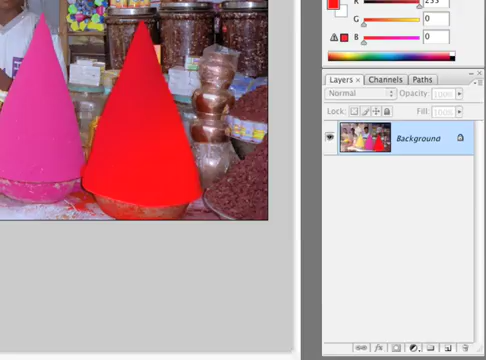 R 255
G 0
B 0
Layers × Channels Paths
Normal Opacity: 100%
Lock: Fill: 100%
Background